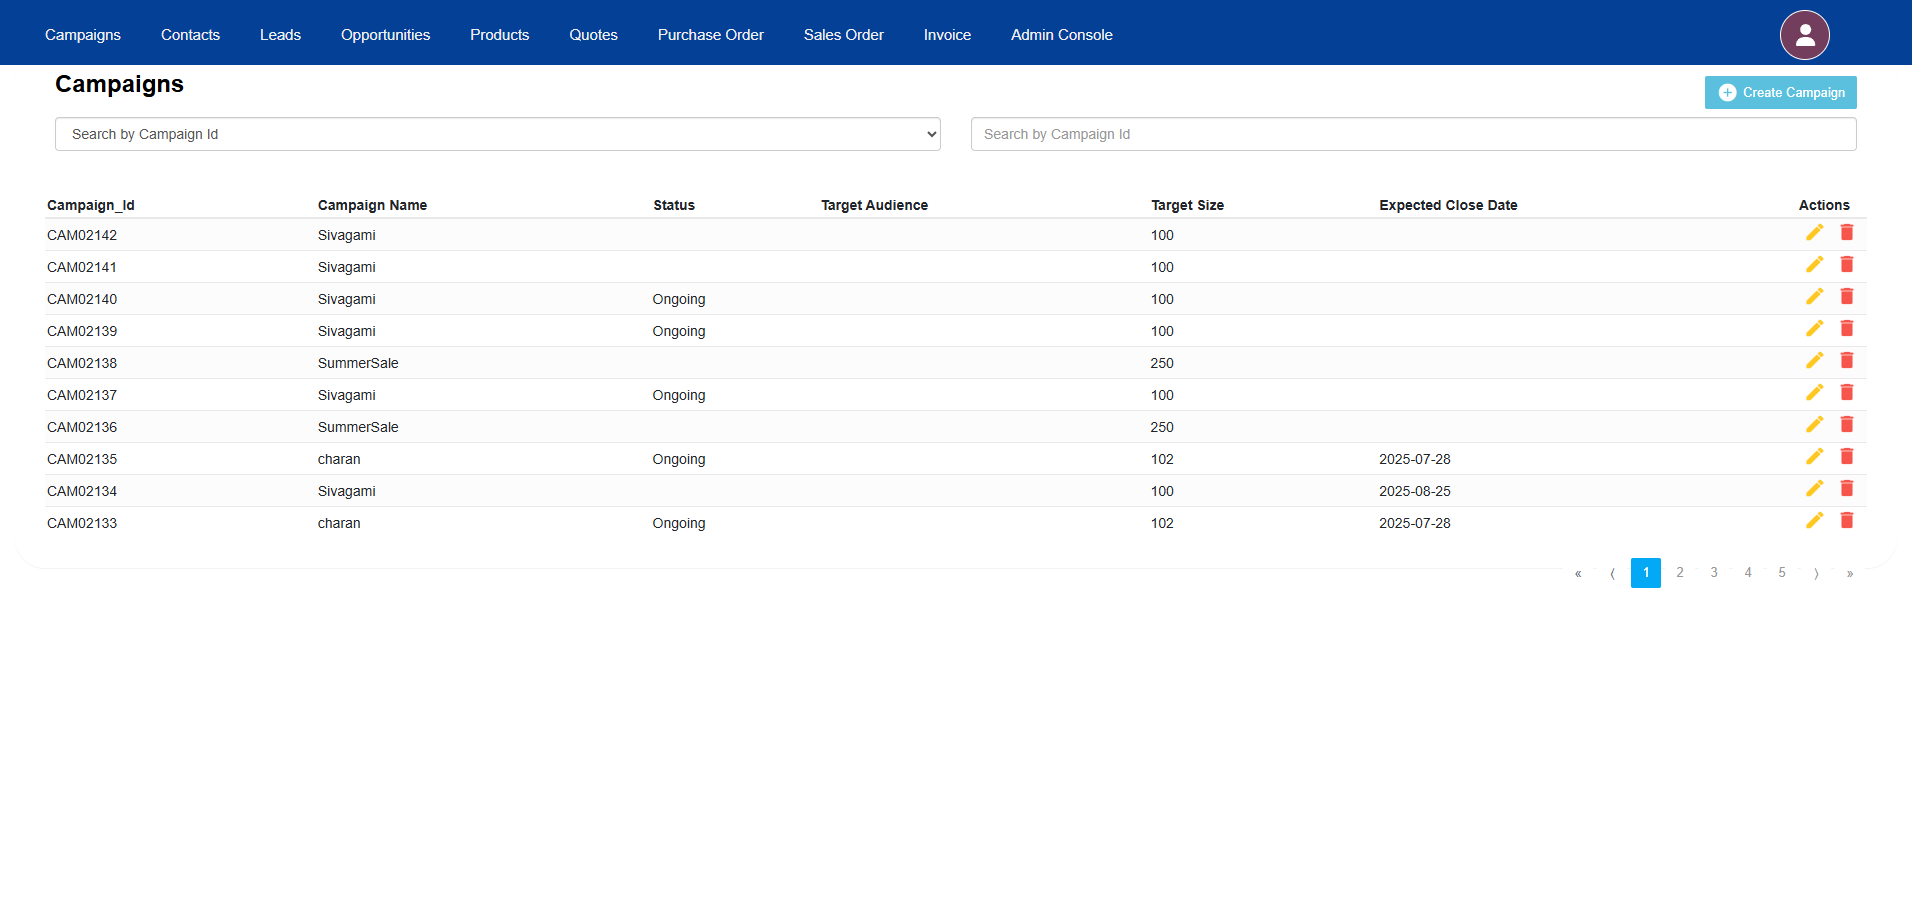 Campaigns Contacts Leads Opportunities Products Quotes Purchase Order Sales Order Invoice Admin Console
Campaigns
Create Campaign
Search by Campaign Id Search by Campaign Id
Campaign_Id Campaign Name Status Target Audience Target Size Expected Close Date Actions
CAM02142 Sivagami 100
CAM02141 Sivagami 100
CAM02140 Sivagami Ongoing 100
CAM02139 Sivagami Ongoing 100
CAM02138 SummerSale 250
CAM02137 Sivagami Ongoing 100
CAM02136 SummerSale 250
CAM02135 charan Ongoing 102 2025-07-28
CAM02134 Sivagami 100 2025-08-25
CAM02133 charan Ongoing 102 2025-07-28
« ⟨ 1 2 3 4 5 ⟩ »